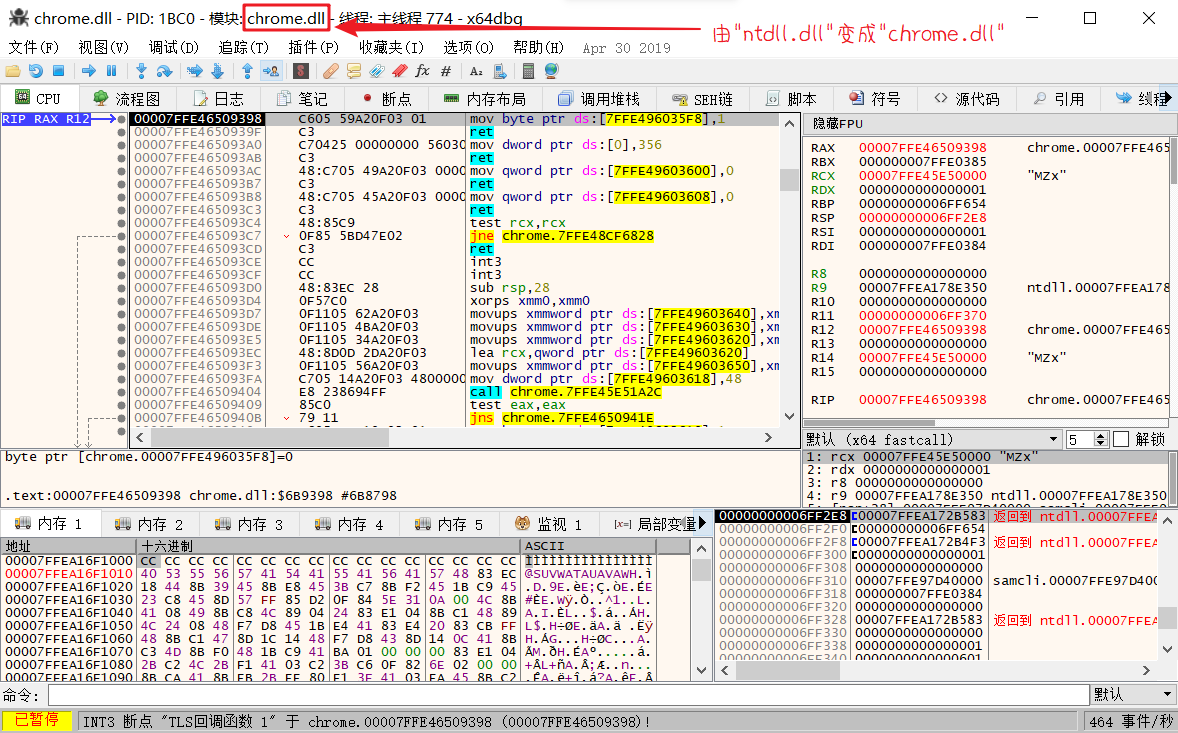 chrome.dll - PID: 1BC0 - 模块: chrome.dll - 线程: 主线程 774 - x64dbg
由"ntdll.dll"变成"chrome.dll"
文件(F) 视图(V) 调试(D) 追踪(T) 插件(P) 收藏夹(I) 选项(O) 帮助(H) Apr 30 2019
CPU 流程图 日志 笔记 断点 内存布局 调用堆栈 SEH链 脚本 符号 源代码 引用 线程
RIP RAX R12
00007FFE46509398 C605 59A20F03 01 mov byte ptr ds:[7FFE496035F8],1
00007FFE4650939F C3 ret
00007FFE465093A0 C70425 00000000 56030 mov dword ptr ds:[0],356
00007FFE465093AB C3 ret
00007FFE465093AC 48:C705 49A20F03 0000 mov qword ptr ds:[7FFE49603600],0
00007FFE465093B7 C3 ret
00007FFE465093B8 48:C705 45A20F03 0000 mov qword ptr ds:[7FFE49603608],0
00007FFE465093C3 C3 ret
00007FFE465093C4 48:85C9 test rcx,rcx
00007FFE465093C7 0F85 5BD47E02 jne chrome.7FFE48CF6828
00007FFE465093CD C3 ret
00007FFE465093CE CC int3
00007FFE465093CF CC int3
00007FFE465093D0 48:83EC 28 sub rsp,28
00007FFE465093D4 0F57C0 xorps xmm0,xmm0
00007FFE465093D7 0F1105 62A20F03 movups xmmword ptr ds:[7FFE49603640],xm
00007FFE465093DE 0F1105 4BA20F03 movups xmmword ptr ds:[7FFE49603630],xm
00007FFE465093E5 0F1105 34A20F03 movups xmmword ptr ds:[7FFE49603620],xm
00007FFE465093EC 48:8D0D 2DA20F03 lea rcx,qword ptr ds:[7FFE49603620]
00007FFE465093F3 0F1105 56A20F03 movups xmmword ptr ds:[7FFE49603650],xm
00007FFE465093FA C705 14A20F03 4800000 mov dword ptr ds:[7FFE49603618],48
00007FFE46509404 E8 238694FF call chrome.7FFE45E51A2C
00007FFE46509409 85C0 test eax,eax
00007FFE4650940B 79 11 jns chrome.7FFE4650941E
隐藏FPU
RAX 00007FFE46509398 chrome.00007FFE465
RBX 000000007FFE0385
RCX 00007FFE45E50000 "MZx"
RDX 0000000000000001
RBP 00000000006FF654
RSP 00000000006FF2E8
RSI 0000000000000001
RDI 000000007FFE0384
R8 0000000000000000
R9 00007FFEA178E350 ntdll.00007FFEA178
R10 0000000000000000
R11 00000000006FF370
R12 00007FFE46509398 chrome.00007FFE465
R13 0000000000000000
R14 00007FFE45E50000 "MZx"
R15 0000000000000000
RIP 00007FFE46509398 chrome.00007FFE465
默认 (x64 fastcall) 5 解锁
1: rcx 00007FFE45E50000 "MZx"
2: rdx 0000000000000001
3: r8 0000000000000000
4: r9 00007FFEA178E350 ntdll.00007FFEA178E350
byte ptr [chrome.00007FFE496035F8]=0
.text:00007FFE46509398 chrome.dll:$6B9398 #6B8798
内存 1 内存 2 内存 3 内存 4 内存 5 监视 1 [x=] 局部变量
地址 十六进制 ASCII
00007FFEA16F1000 CC CC CC CC CC CC CC CC CC CC CC CC CC CC CC CC ÌÌÌÌÌÌÌÌÌÌÌÌÌÌÌÌ
00007FFEA16F1010 40 53 55 56 57 41 54 41 55 41 56 41 57 48 83 EC @SUVWATAUAVAWH.ì
00007FFEA16F1020 18 44 8B 39 45 8B E8 45 3B C7 8B F2 45 1B C9 45 .D.9E.èE;Ç.òE.ÉE
00007FFEA16F1030 23 C8 45 8D 57 FF 85 D2 0F 84 5E 31 0A 00 4C 8B #ÈE.Wÿ.Ò..^1..L.
00007FFEA16F1040 41 08 49 8B C8 4C 89 04 24 83 E1 04 8B C1 48 89 A.I.ÈL..$.á..ÁH.
00007FFEA16F1050 4C 24 08 48 F7 D8 45 1B E4 41 83 E4 20 83 CB FF L$.H÷ØE.äA.ä .Ëÿ
00007FFEA16F1060 48 8B C1 47 8D 1C 14 48 F7 D8 43 8D 14 0C 41 8B H.ÁG...H÷ØC...A.
00007FFEA16F1070 C3 4D 8B F0 48 1B C9 41 BA 01 00 00 00 83 E1 04 ÃM.ðH.ÉAº.....á.
00007FFEA16F1080 2B C2 4C 2B F1 41 03 C2 3B C6 0F 82 6E 02 00 00 +ÂL+ñA.Â;Æ..n...
00000000006FF2E8 00007FFEA172B583 返回到 ntdll.00007FFEA
00000000006FF2F0 00000000006FF654
00000000006FF2F8 00007FFEA172B4F3 返回到 ntdll.00007FFEA
00000000006FF300 0000000000000001
00000000006FF308 0000000000000000
00000000006FF310 00007FFE97D40000 samcli.00007FFE97D400
00000000006FF318 000000007FFE0384
00000000006FF320 0000000000000000
00000000006FF328 00007FFEA172B583 返回到 ntdll.00007FFEA
00000000006FF330 0000000000000000
00000000006FF338 0000000000000001
命令: 默认
已暂停 INT3 断点 "TLS回调函数 1" 于 chrome.00007FFE46509398 (00007FFE46509398)! 464 事件/秒